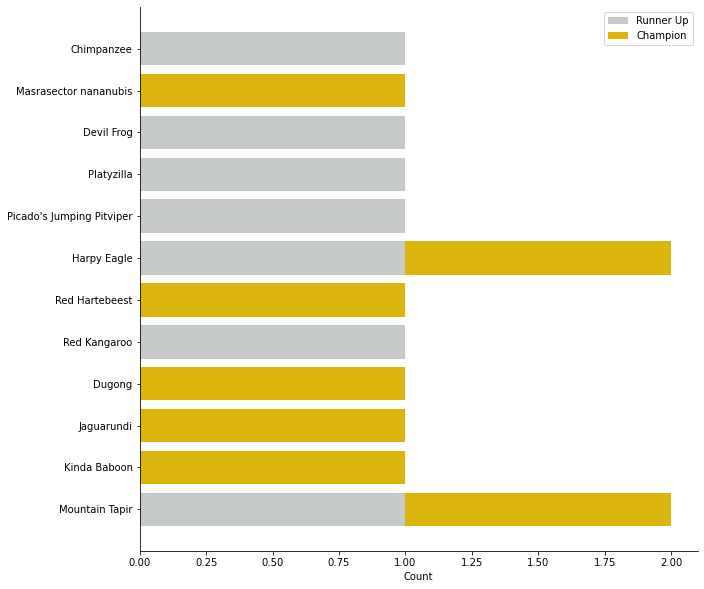 Runner Up
Champion
Chimpanzee
Masrasector nananubis
Devil Frog
Platyzilla
Picado's Jumping Pitviper
Harpy Eagle
Red Hartebeest
Red Kangaroo
Dugong
Jaguarundi
Kinda Baboon
Mountain Tapir
0.00 0.25 0.50 0.75 1.00 1.25 1.50 1.75 2.00
Count